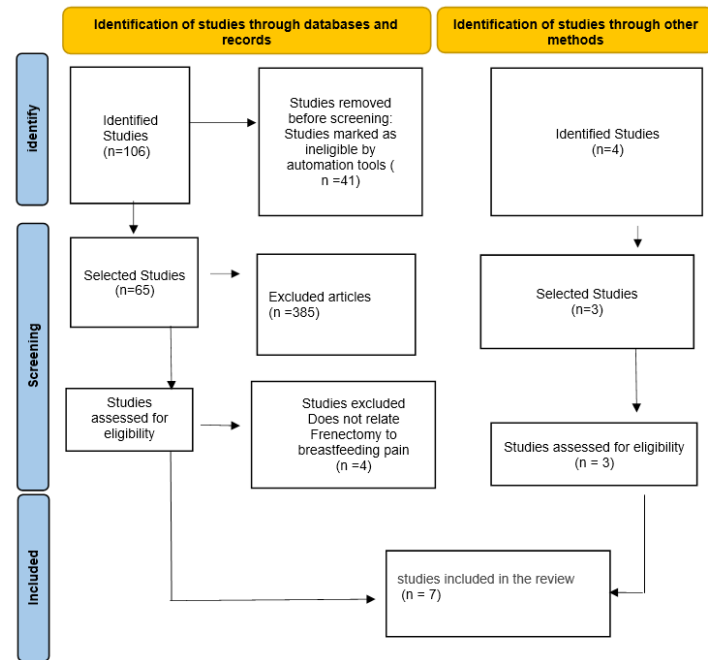 Identification of studies through databases and
records
Identification of studies through other
methods
identify
Identified
Studies
(n=106)
Studies removed
before screening:
Studies marked as
ineligible by
automation tools (
n =41)
Identified Studies
(n=4)
Screening
Selected Studies
(n=65)
Excluded articles
(n =385)
Selected Studies
(n=3)
Studies
assessed for
eligibility
Studies excluded
Does not relate
Frenectomy to
breastfeeding pain
(n =4)
Studies assessed for eligibility
(n = 3)
Included
studies included in the review
(n = 7)